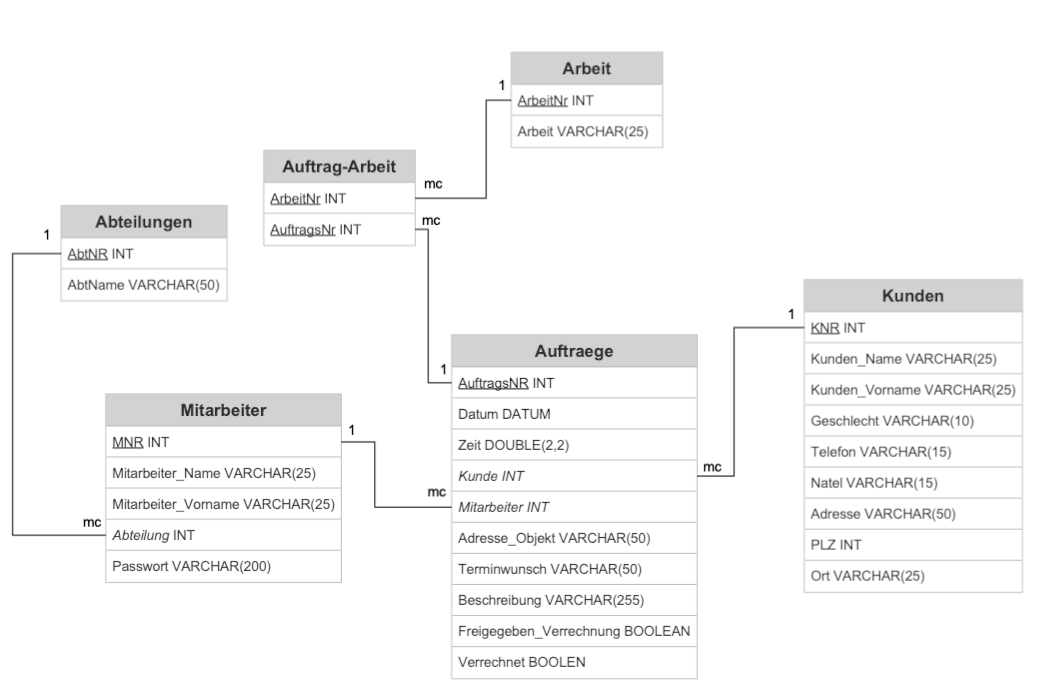 Arbeit
1
ArbeitNr INT
Arbeit VARCHAR(25)
Auftrag-Arbeit
mc
ArbeitNr INT
mc
AuftragsNr INT
Abteilungen
1
AbtNR INT
AbtName VARCHAR(50)
Kunden
1
KNR INT
Kunden_Name VARCHAR(25)
Kunden_Vorname VARCHAR(25)
Geschlecht VARCHAR(10)
Telefon VARCHAR(15)
Natel VARCHAR(15)
Adresse VARCHAR(50)
PLZ INT
Ort VARCHAR(25)
Auftraege
1
AuftragsNR INT
Datum DATUM
Zeit DOUBLE(2,2)
Kunde INT
mc
Mitarbeiter INT
mc
Adresse_Objekt VARCHAR(50)
Terminwunsch VARCHAR(50)
Beschreibung VARCHAR(255)
Freigegeben_Verrechnung BOOLEAN
Verrechnet BOOLEN
Mitarbeiter
1
MNR INT
Mitarbeiter_Name VARCHAR(25)
Mitarbeiter_Vorname VARCHAR(25)
mc
Abteilung INT
Passwort VARCHAR(200)